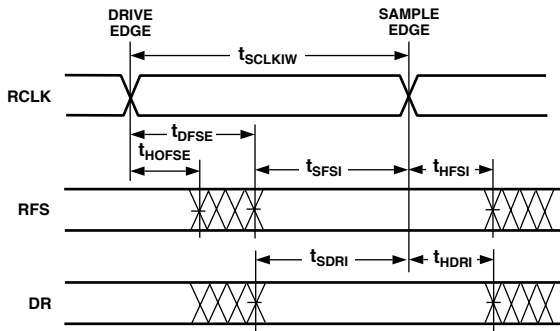 DRIVE
EDGE
SAMPLE
EDGE
tSCLKIW
RCLK
tDFSE
tHOFSE
tSFSI
tHFSI
RFS
tSDRI
tHDRI
DR